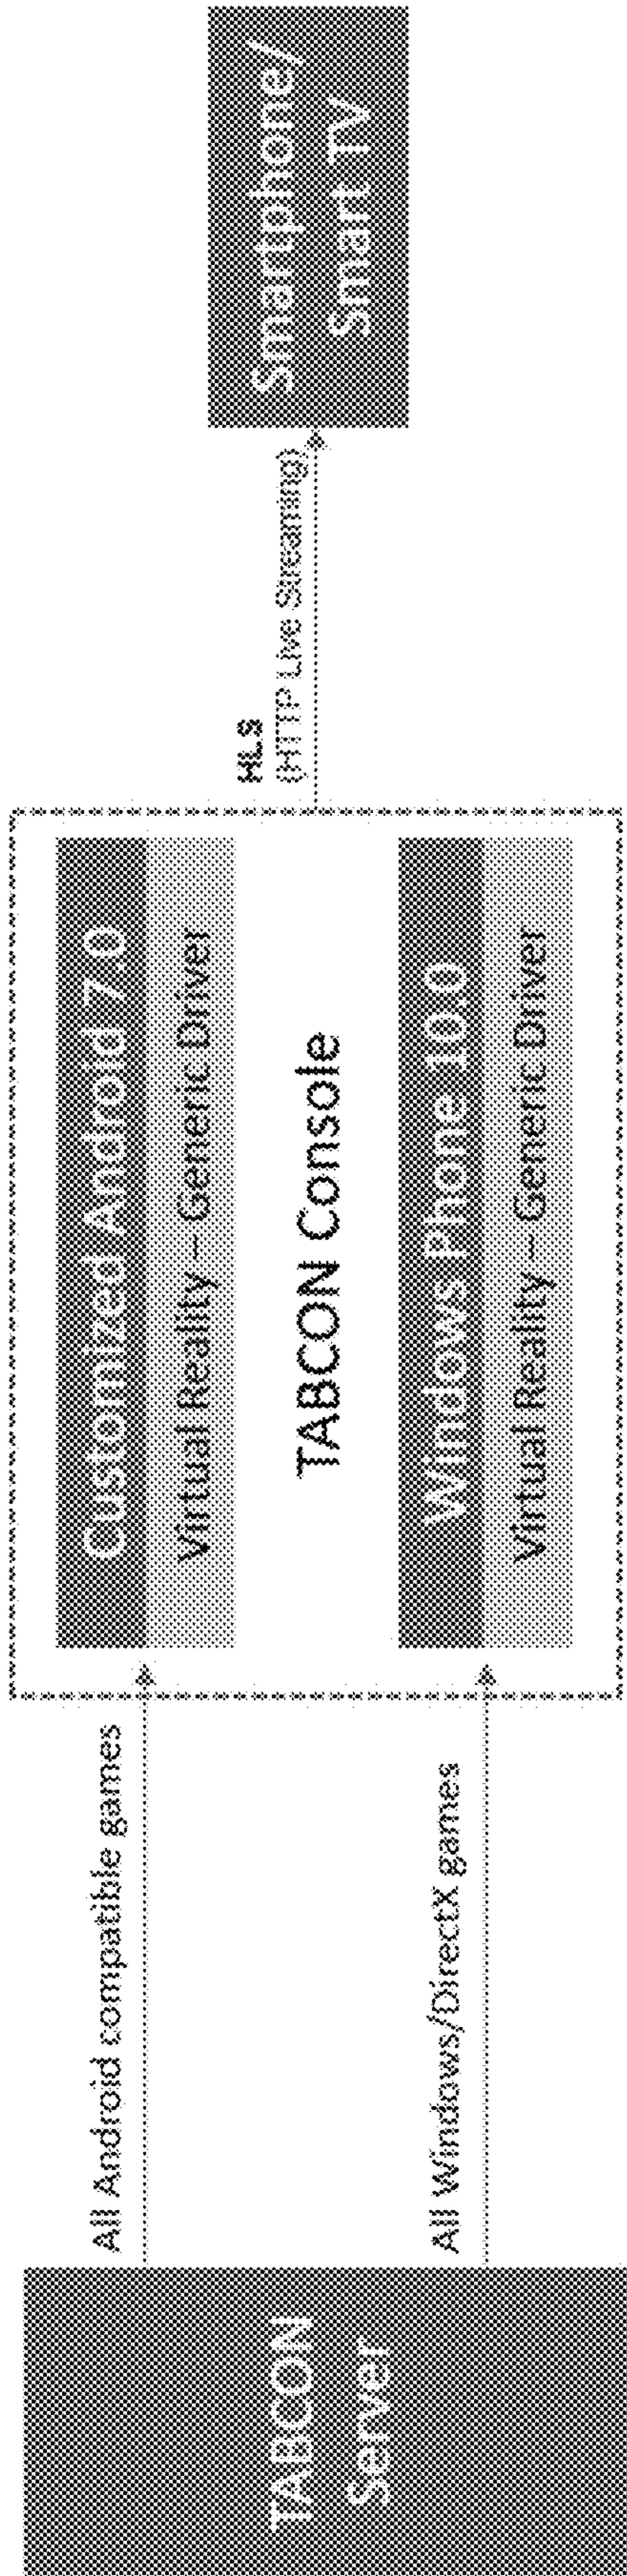 TABCON
Server
All Android compatible games
All Windows/DirectX games
Customized Android 7.0
Virtual Reality – Generic Driver
TABCON Console
Windows Phone 10.0
Virtual Reality – Generic Driver
HLS
(HTTP Live Streaming)
Smartphone/
Smart TV